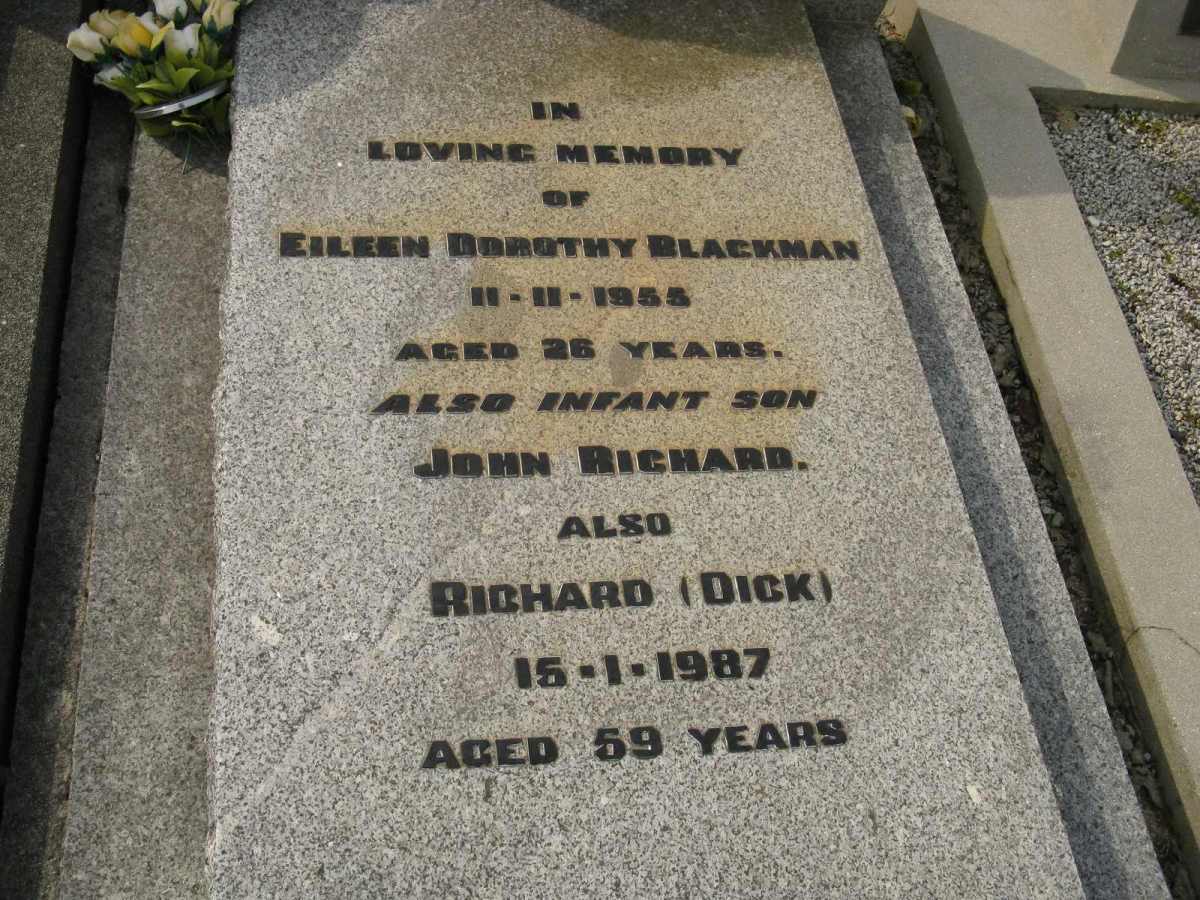 IN
LOVING MEMORY
OF
EILEEN DOROTHY BLACKMAN
11-11-1955
AGED 26 YEARS.
ALSO INFANT SON
JOHN RICHARD.
ALSO
RICHARD (DICK)
15-1-1987
AGED 59 YEARS